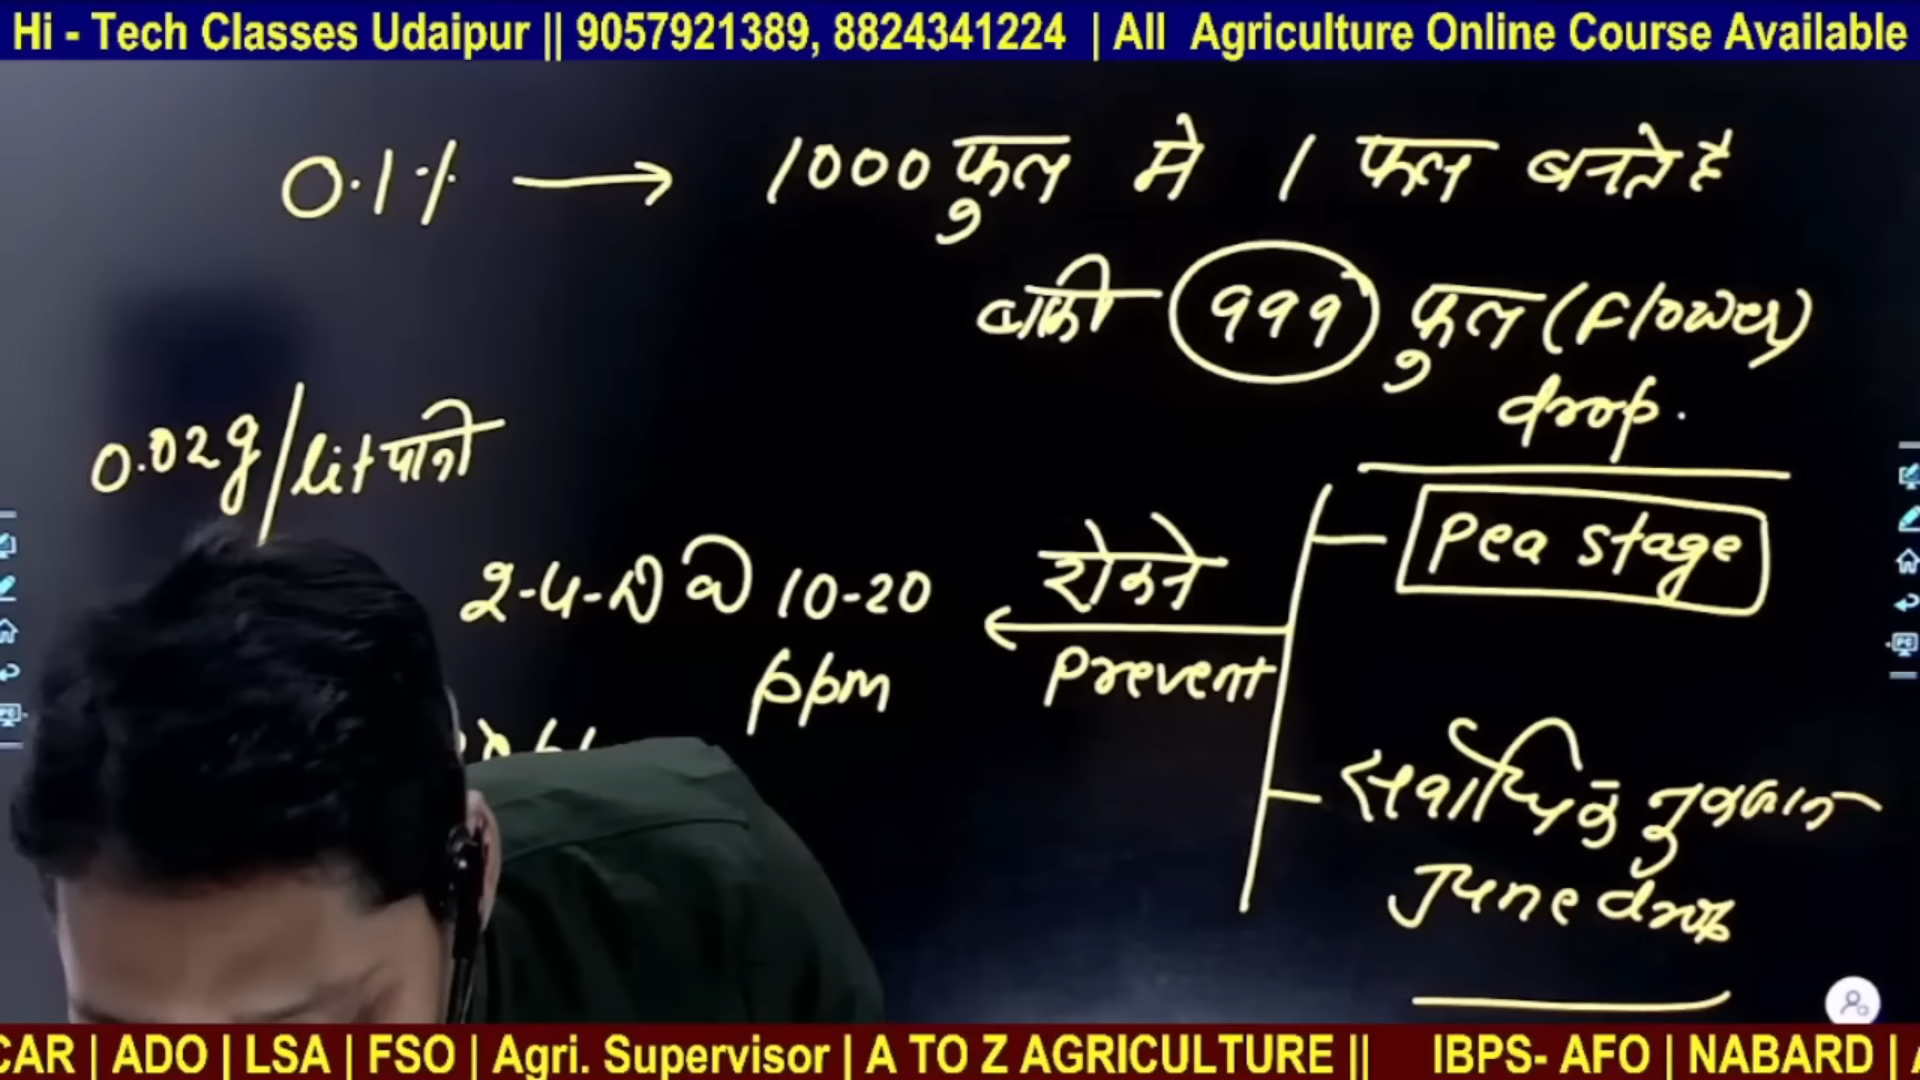 Hi - Tech Classes Udaipur || 9057921389, 8824341224 | All Agriculture Online Course Available
0.1% → 1000 फुल मे 1 फल बनते है
बाकी 999 फुल (flower)
drop.
0.02g/lit पानी
Pea stage
2-4-D के 10-20
ppm
रोकने
prevent
सर्वाधिक नुकसान
June drop
CAR | ADO | LSA | FSO | Agri. Supervisor | A TO Z AGRICULTURE || IBPS- AFO | NABARD |